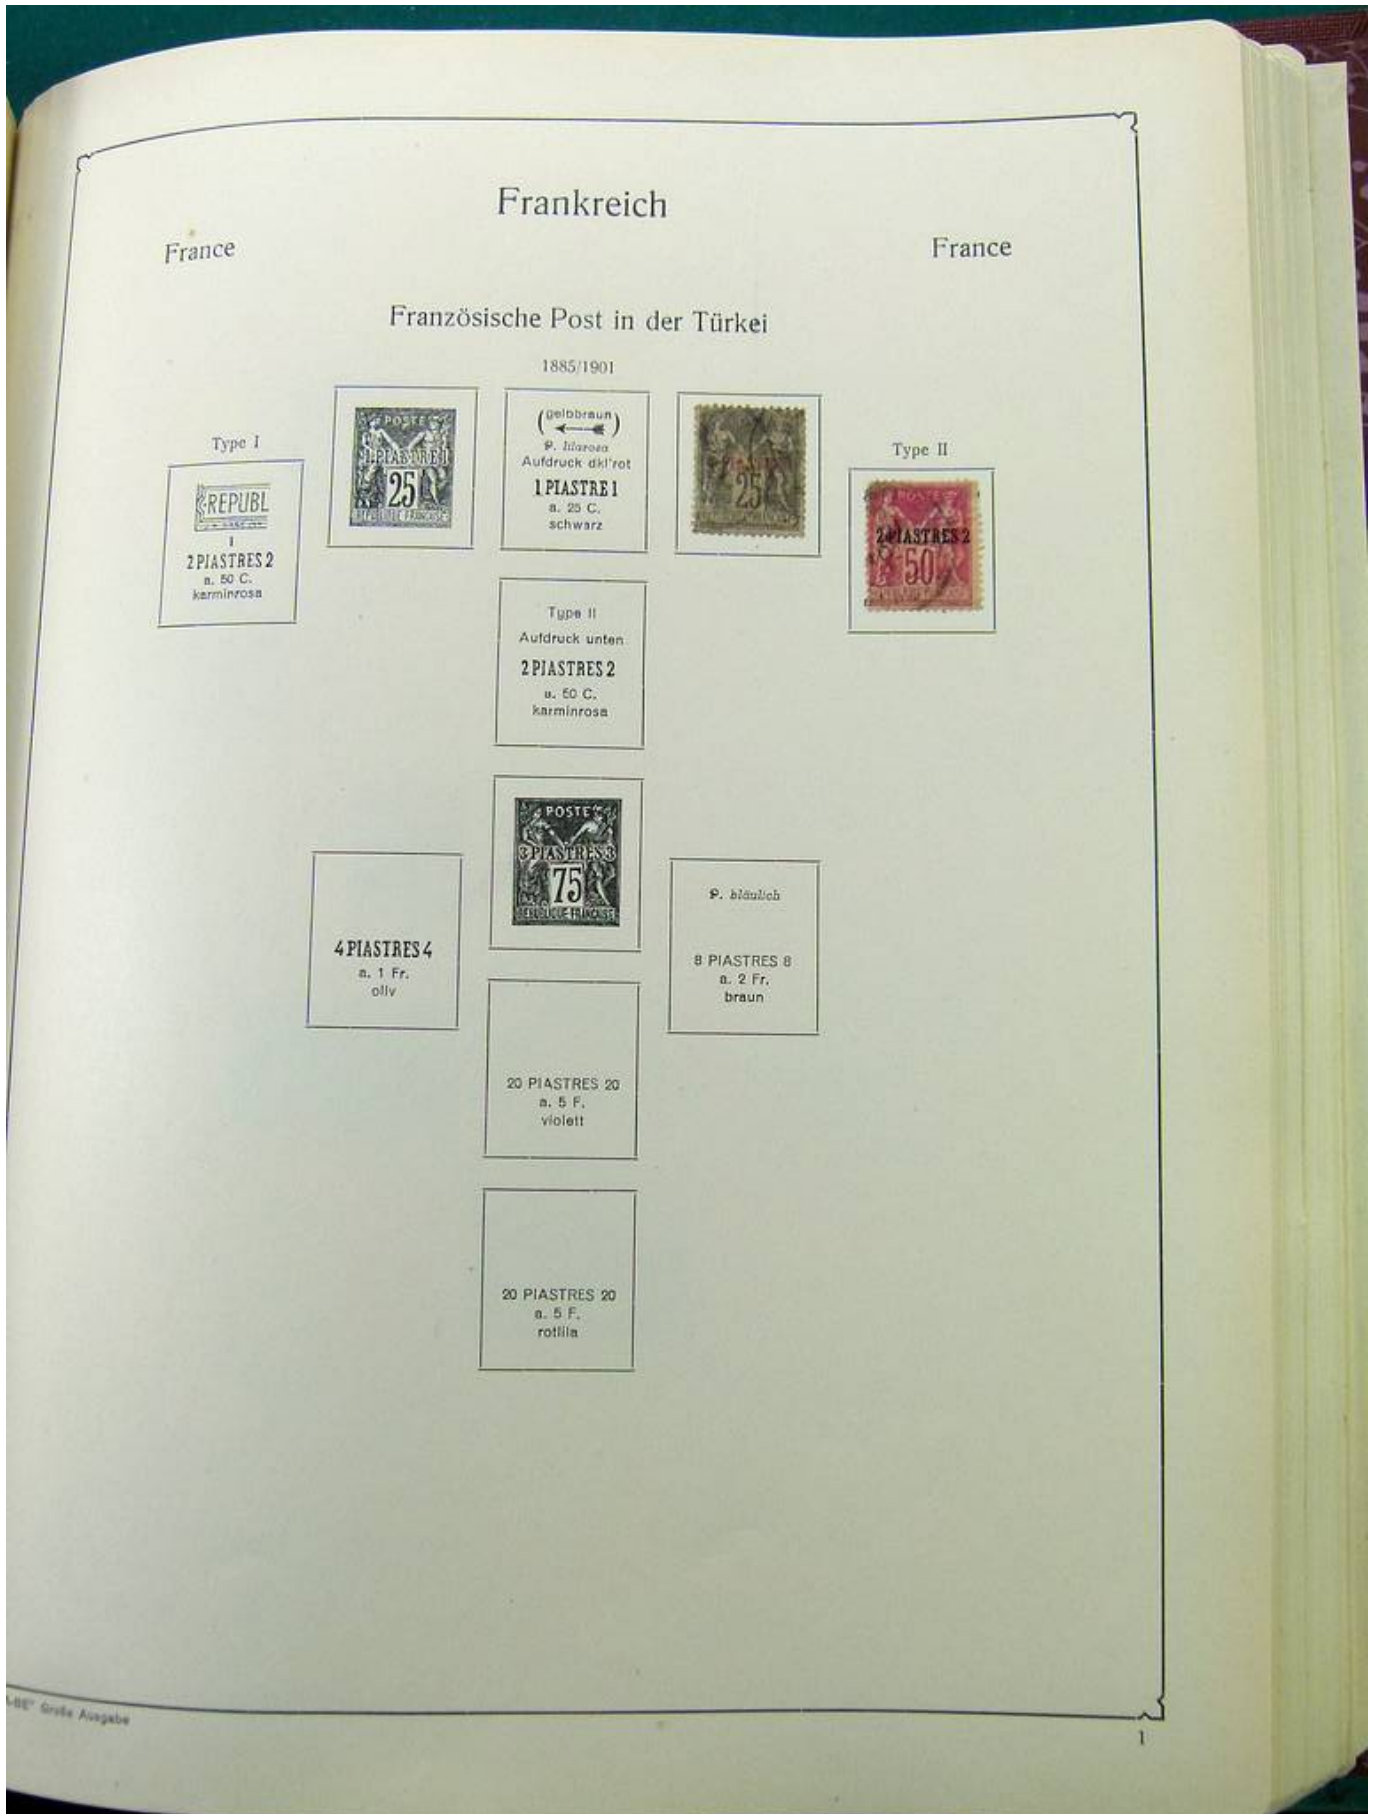 Frankreich
France
France
Französische Post in der Türkei
1885/1901
Type I
REPUBL
I
2 PIASTRES 2
a. 50 C.
karminrosa
POSTE
1 PIASTRE 1
25
REPUBLIQUE FRANÇAISE
(gelbbraun)
P. lilarosa
Aufdruck dkl'rot
1 PIASTRE 1
a. 25 C.
schwarz
25
Type II
POSTE
2 PIASTRES 2
50
Type II
Aufdruck unten
2 PIASTRES 2
a. 50 C.
karminrosa
POSTE
3 PIASTRES 3
75
REPUBLIQUE FRANÇAISE
4 PIASTRES 4
a. 1 Fr.
oliv
P. bläulich
8 PIASTRES 8
a. 2 Fr.
braun
20 PIASTRES 20
a. 5 F.
violett
20 PIASTRES 20
a. 5 F.
rotlila
-BE" Große Ausgabe
1